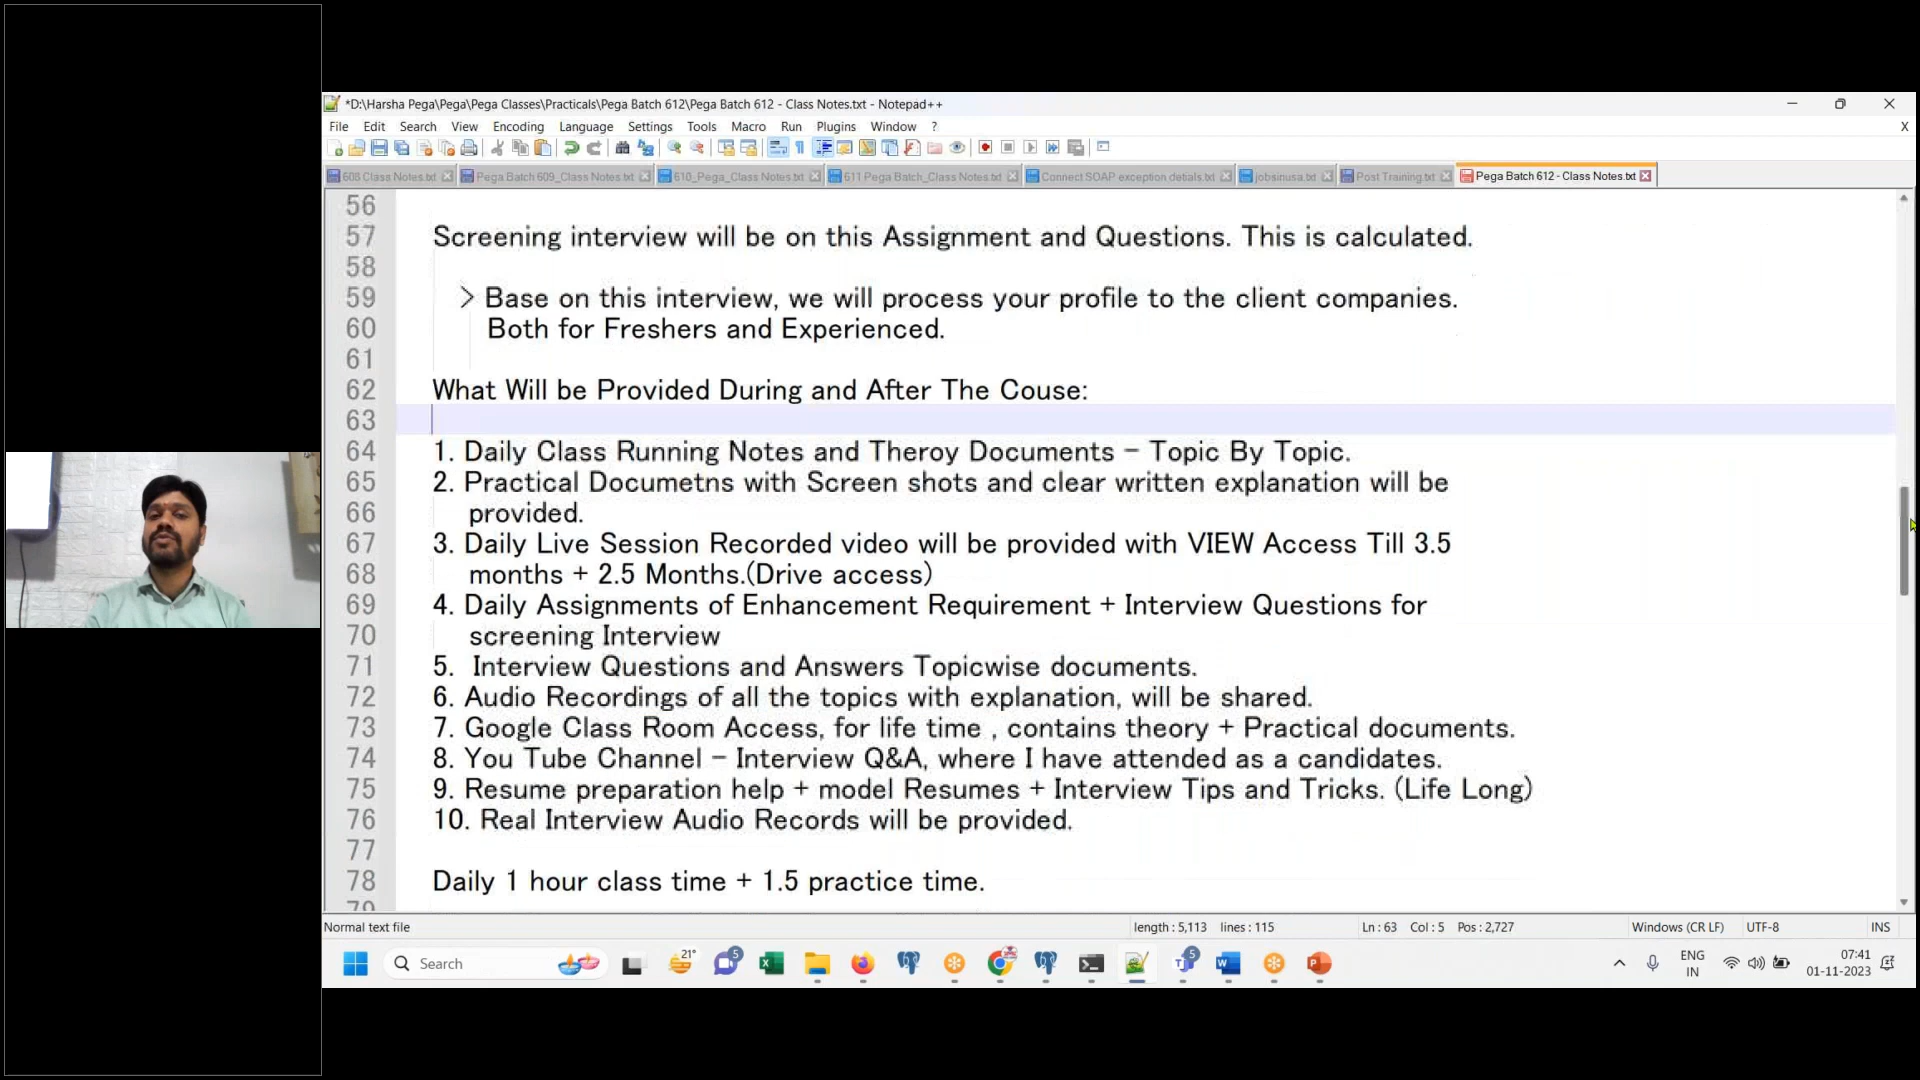 *D:\Harsha Pega\Pega\Pega Classes\Practicals\Pega Batch 612\Pega Batch 612 - Class Notes.txt - Notepad++
File Edit Search View Encoding Language Settings Tools Macro Run Plugins Window ? X
608 Class Notes.txt Pega Batch 609_Class Notes.txt 610_Pega_Class Notes.txt 611 Pega Batch_Class Notes.txt Connect SOAP exception detials.txt jobsinusa.txt Post Training.txt Pega Batch 612 - Class Notes.txt
56
57 Screening interview will be on this Assignment and Questions. This is calculated.
58
59 > Base on this interview, we will process your profile to the client companies.
60 Both for Freshers and Experienced.
61
62 What Will be Provided During and After The Couse:
63
64 1. Daily Class Running Notes and Theroy Documents - Topic By Topic.
65 2. Practical Documetns with Screen shots and clear written explanation will be
66 provided.
67 3. Daily Live Session Recorded video will be provided with VIEW Access Till 3.5
68 months + 2.5 Months.(Drive access)
69 4. Daily Assignments of Enhancement Requirement + Interview Questions for
70 screening Interview
71 5. Interview Questions and Answers Topicwise documents.
72 6. Audio Recordings of all the topics with explanation, will be shared.
73 7. Google Class Room Access, for life time , contains theory + Practical documents.
74 8. You Tube Channel - Interview Q&A, where I have attended as a candidates.
75 9. Resume preparation help + model Resumes + Interview Tips and Tricks. (Life Long)
76 10. Real Interview Audio Records will be provided.
77
78 Daily 1 hour class time + 1.5 practice time.
79
Normal text file length : 5,113 lines : 115 Ln : 63 Col : 5 Pos : 2,727 Windows (CR LF) UTF-8 INS
Search 21° 5 5 ENG IN 07:41 01-11-2023